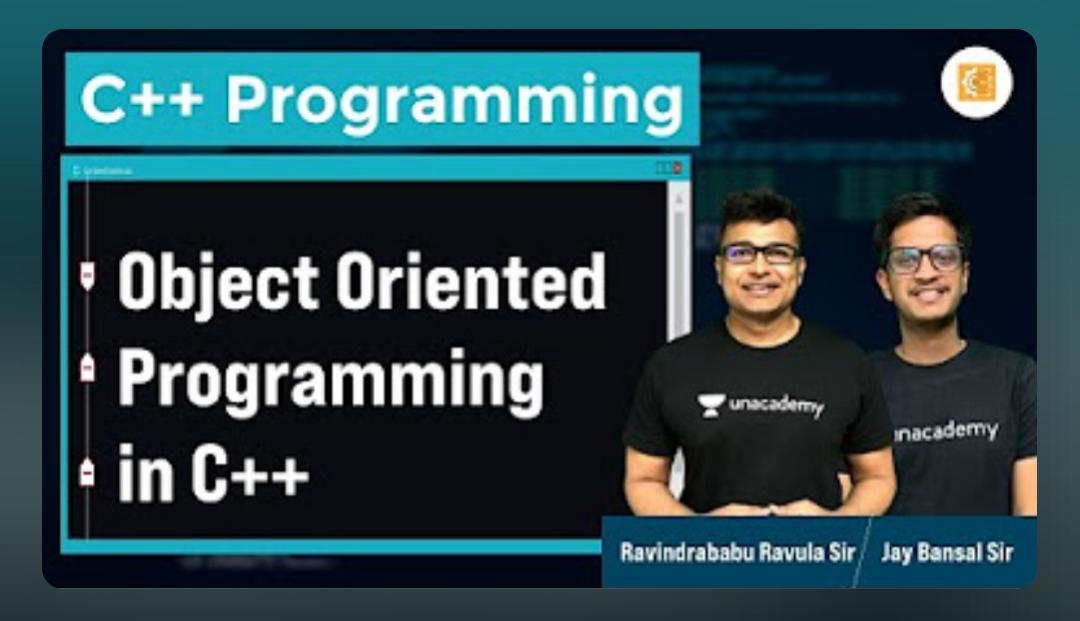 C++ Programming
Object Oriented
Programming
in C++
unacademy
unacademy
Ravindrababu Ravula Sir
Jay Bansal Sir